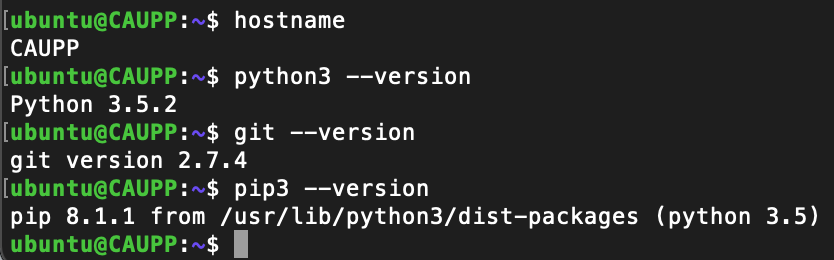 [ubuntu@CAUPP:~$ hostname
CAUPP
[ubuntu@CAUPP:~$ python3 --version
Python 3.5.2
[ubuntu@CAUPP:~$ git --version
git version 2.7.4
[ubuntu@CAUPP:~$ pip3 --version
pip 8.1.1 from /usr/lib/python3/dist-packages (python 3.5)
ubuntu@CAUPP:~$